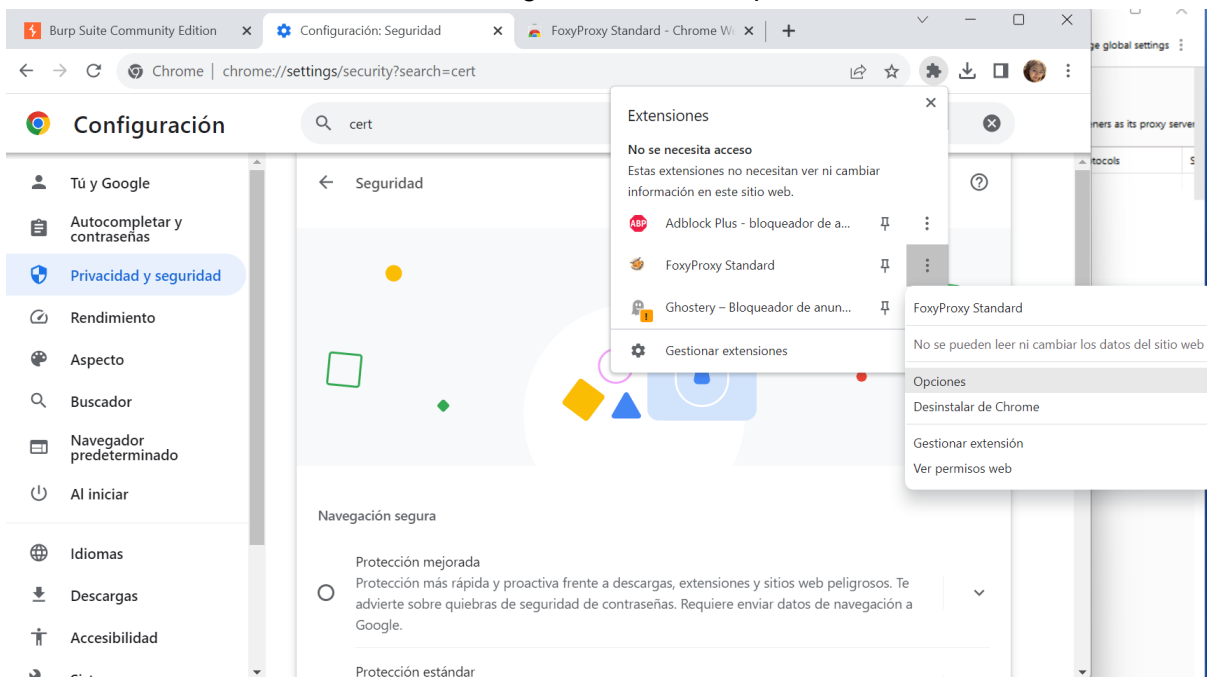 Burp Suite Community Edition
Configuración: Seguridad
FoxyProxy Standard - Chrome W
ge global settings
Chrome | chrome://settings/security?search=cert
Configuración
cert
Extensiones
No se necesita acceso
Estas extensiones no necesitan ver ni cambiar
información en este sitio web.
ABP Adblock Plus - bloqueador de a...
FoxyProxy Standard
Ghostery – Bloqueador de anun...
Gestionar extensiones
FoxyProxy Standard
No se pueden leer ni cambiar los datos del sitio web
Opciones
Desinstalar de Chrome
Gestionar extensión
Ver permisos web
ners as its proxy server
tocols
S
Tú y Google
Autocompletar y
contraseñas
Privacidad y seguridad
Rendimiento
Aspecto
Buscador
Navegador
predeterminado
Al iniciar
Idiomas
Descargas
Accesibilidad
Seguridad
Navegación segura
Protección mejorada
Protección más rápida y proactiva frente a descargas, extensiones y sitios web peligrosos. Te
advierte sobre quiebras de seguridad de contraseñas. Requiere enviar datos de navegación a
Google.
Protección estándar